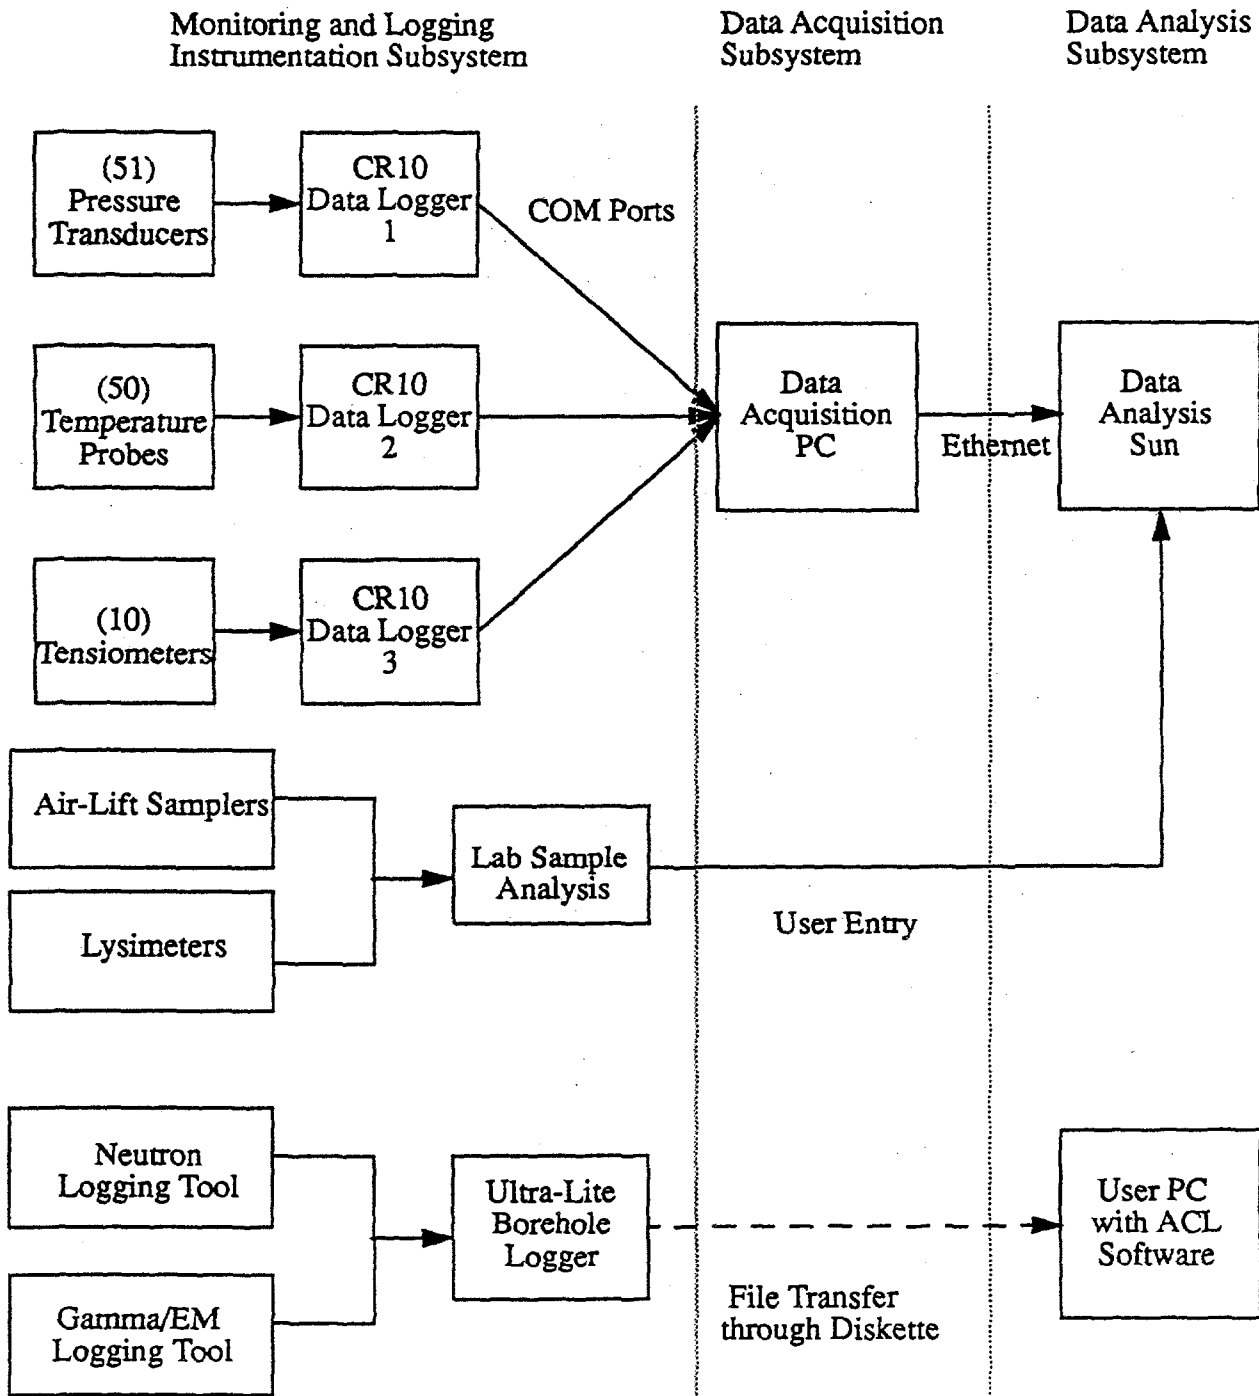 Monitoring and Logging
Instrumentation Subsystem
Data Acquisition
Subsystem
Data Analysis
Subsystem
(51)
Pressure
Transducers
CR10
Data Logger
1
COM Ports
(50)
Temperature
Probes
CR10
Data Logger
2
Data
Acquisition
PC
Ethernet
Data
Analysis
Sun
(10)
Tensiometers
CR10
Data Logger
3
Air-Lift Samplers
Lysimeters
Lab Sample
Analysis
User Entry
Neutron
Logging Tool
Gamma/EM
Logging Tool
Ultra-Lite
Borehole
Logger
File Transfer
through Diskette
User PC
with ACL
Software